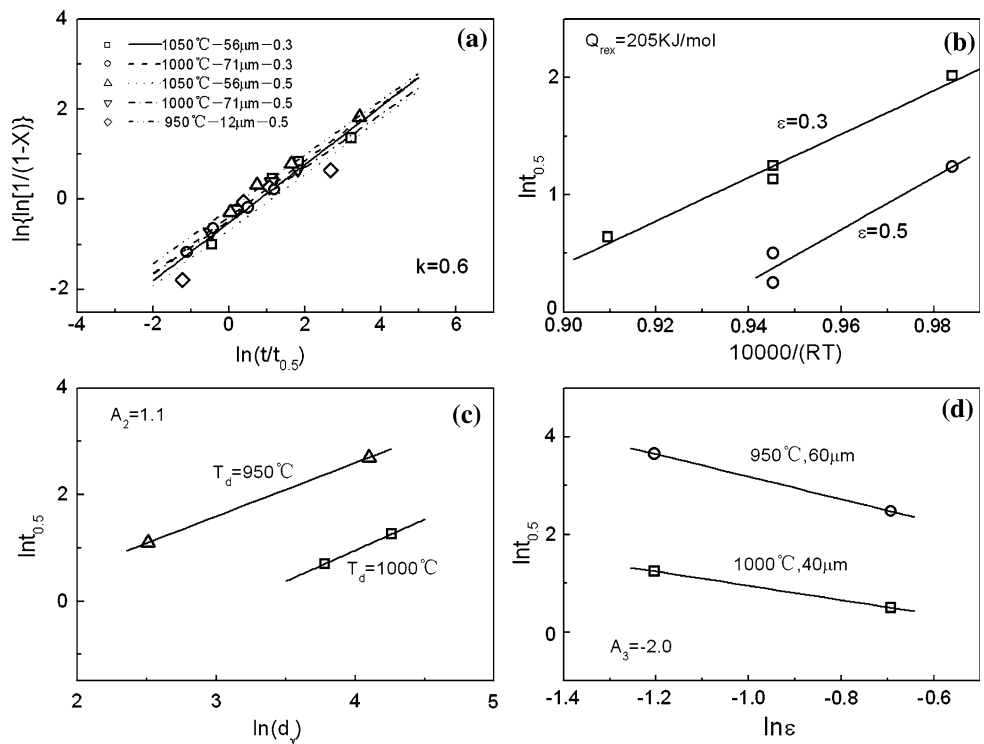 (a)
4
2
0
-2
ln{ln[1/(1-X)]}
1050℃-56μm-0.3
1000℃-71μm-0.3
1050℃-56μm-0.5
1000℃-71μm-0.5
950℃-12μm-0.5
k=0.6
-4 -2 0 2 4 6
ln(t/t0.5)
(b)
Qrex=205KJ/mol
2
1
0
lnt0.5
ε=0.3
ε=0.5
0.90 0.92 0.94 0.96 0.98
10000/(RT)
(c)
A2=1.1
4
2
0
lnt0.5
Td=950℃
Td=1000℃
2 3 4 5
ln(dγ)
(d)
6
4
2
0
lnt0.5
950℃,60μm
1000℃,40μm
A3=-2.0
-1.4 -1.2 -1.0 -0.8 -0.6
lnε